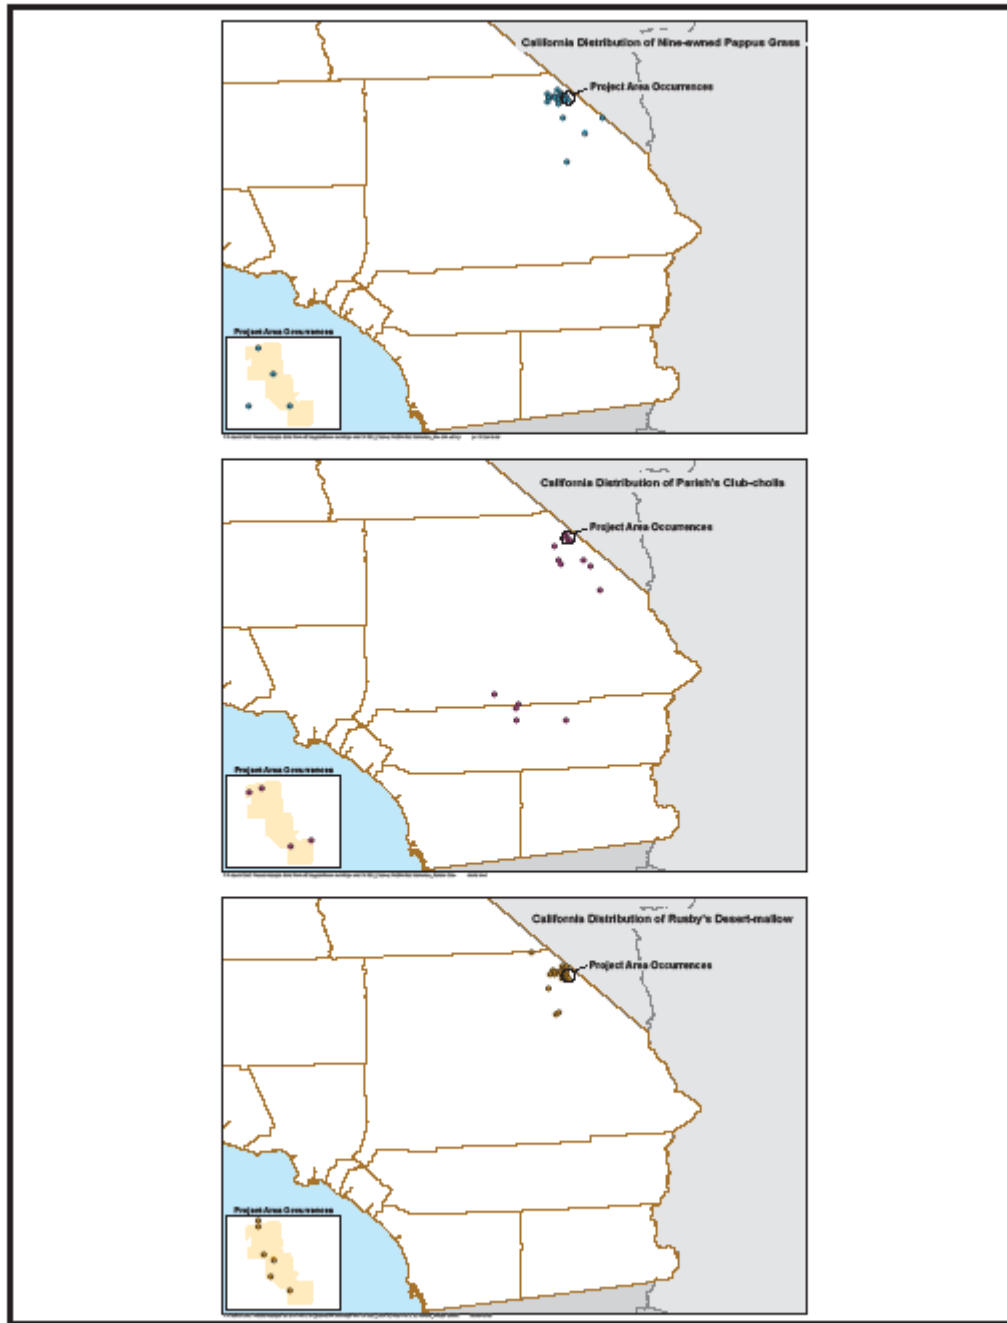 California Distribution of Nine-awned Pappus Grass
Project Area Occurrences
Project Area Occurrences
California Distribution of Parish's Club-cholla
Project Area Occurrences
Project Area Occurrences
California Distribution of Rusby's Desert-mallow
Project Area Occurrences
Project Area Occurrences